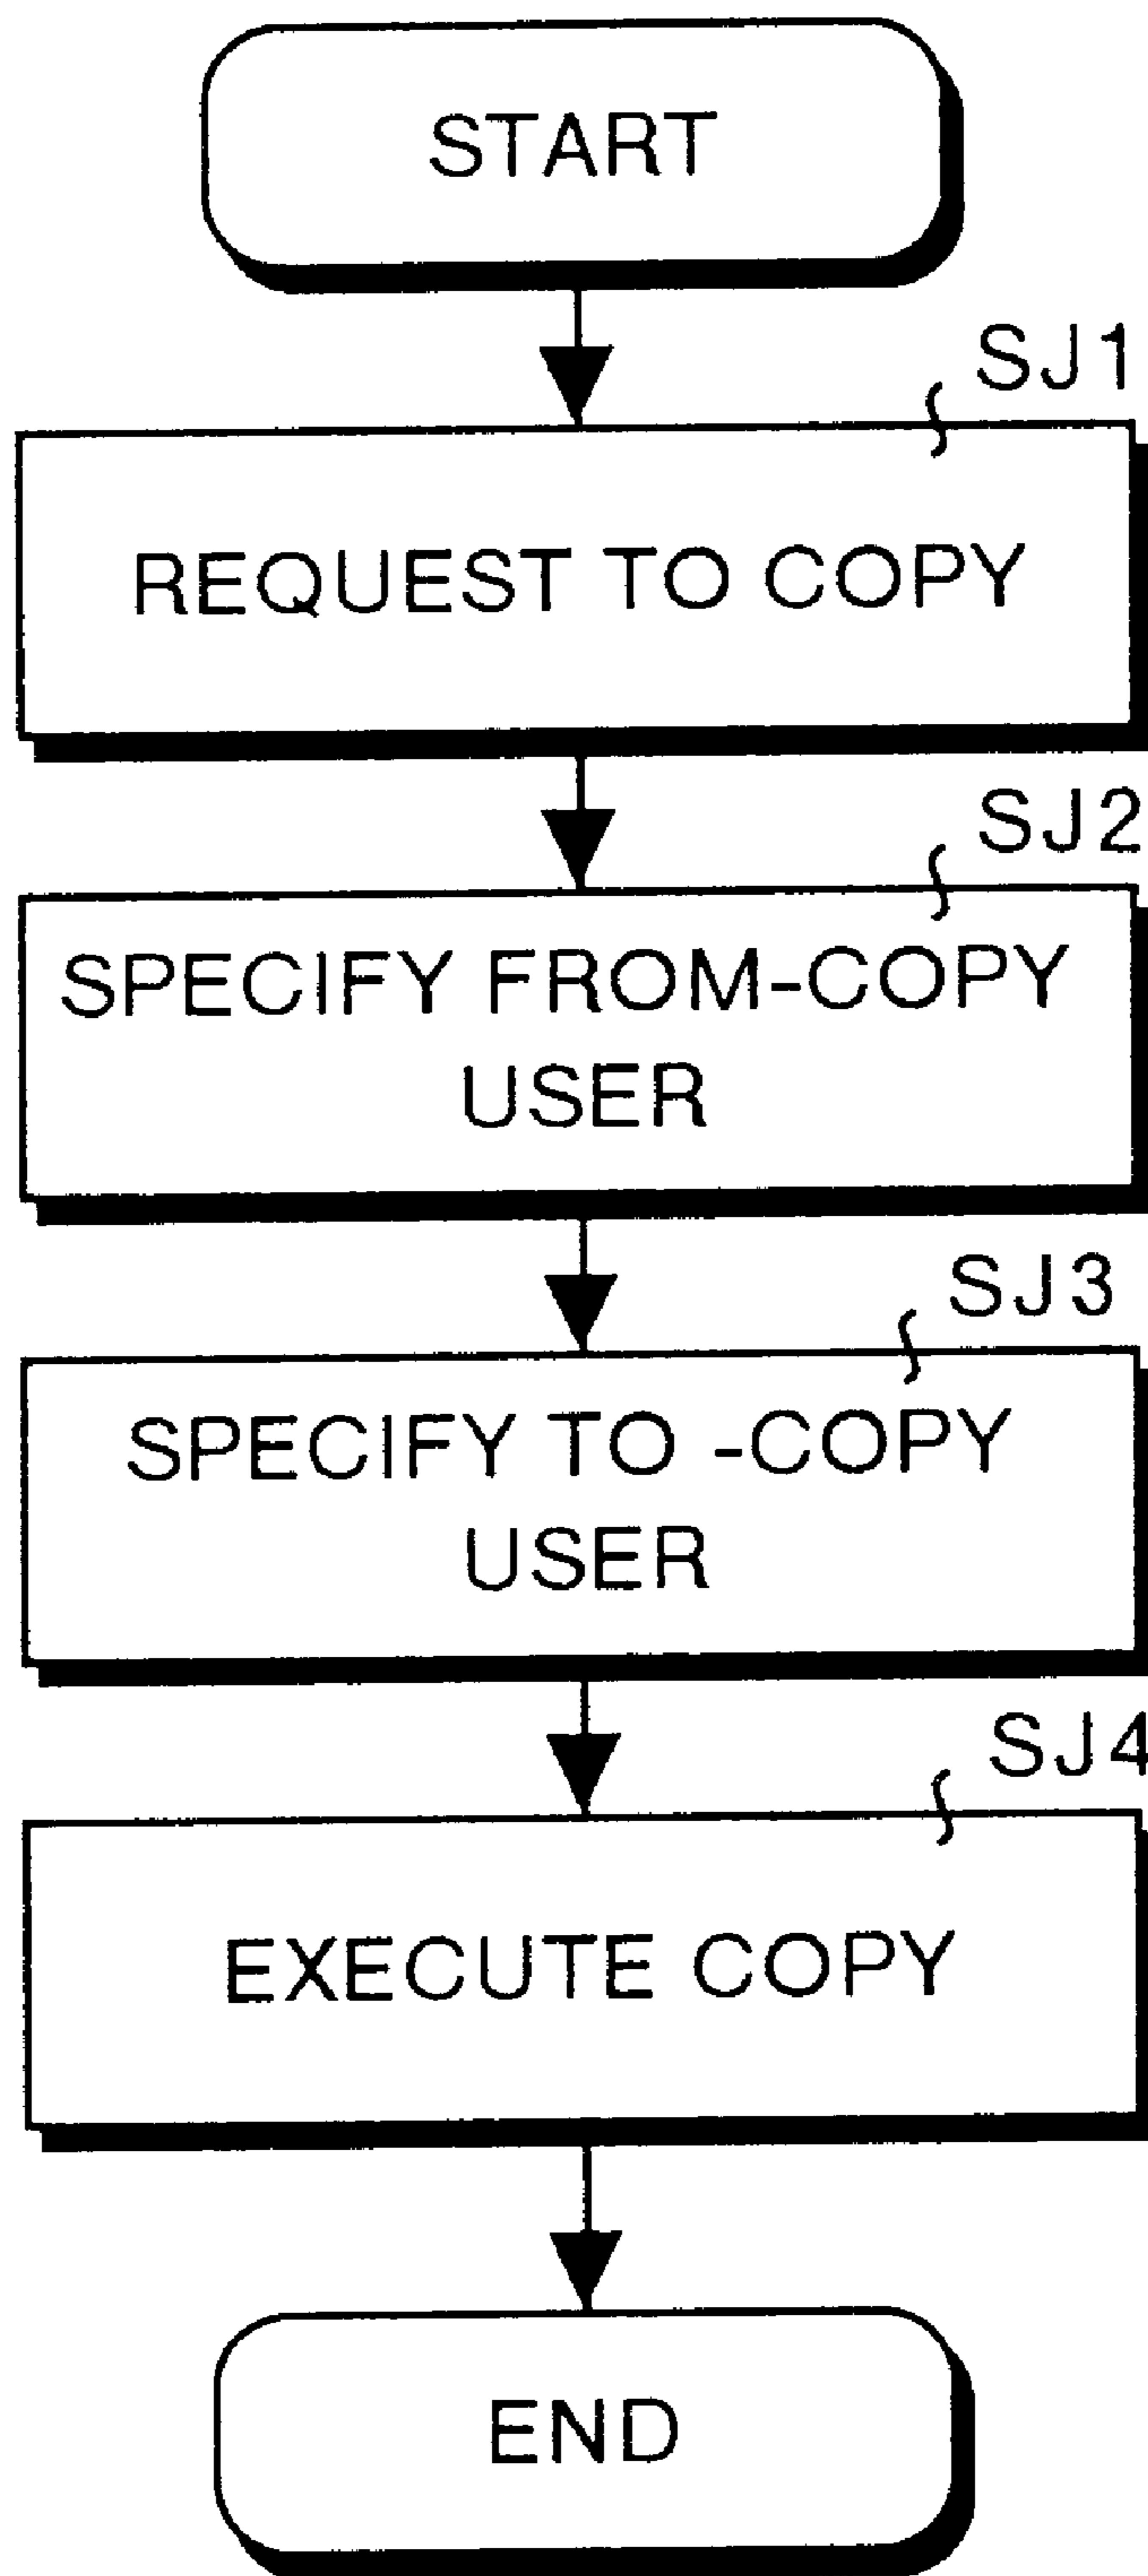 START
SJ1
REQUEST TO COPY
SJ2
SPECIFY FROM-COPY
USER
SJ3
SPECIFY TO -COPY
USER
SJ4
EXECUTE COPY
END